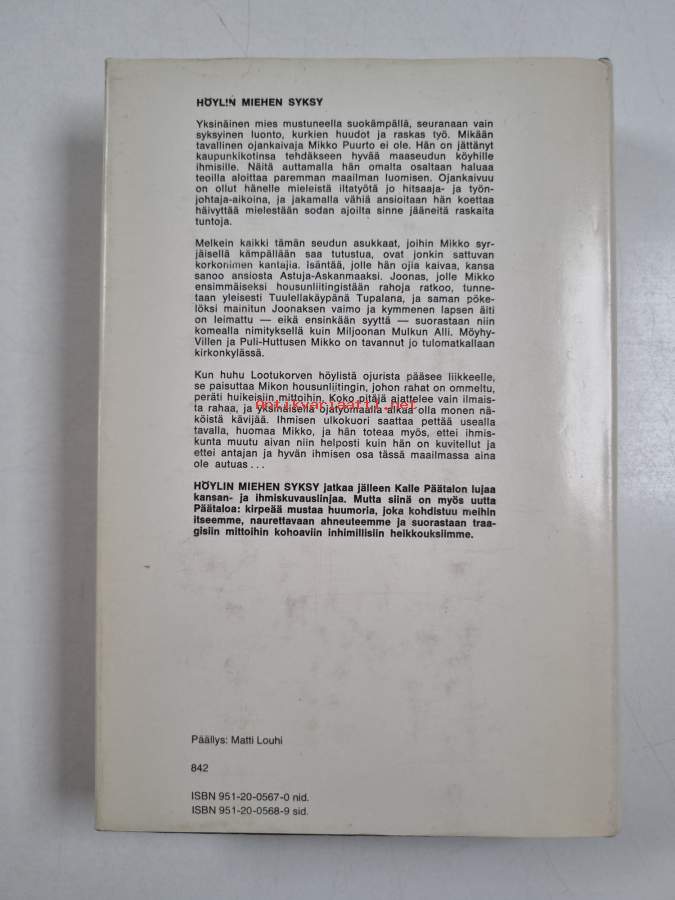 HÖYLIN MIEHEN SYKSY
Yksinäinen mies mustuneella suokämpällä, seuranaan vain
syksyinen luonto, kurkien huudot ja raskas työ. Mikään
tavallinen ojankaivaja Mikko Puurto ei ole. Hän on jättänyt
kaupunkikotinsa tehdäkseen hyvää maaseudun köyhille
ihmisille. Näitä auttamalla hän omalta osaltaan haluaa
teoilla aloittaa paremman maailman luomisen. Ojankaivuu
on ollut hänelle mieleistä iltatyötä jo hitsaaja- ja työn-
johtaja-aikoina, ja jakamalla vähiä ansioitaan hän koettaa
häivyttää mielestään sodan ajoilta sinne jääneitä raskaita
tuntoja.
Melkein kaikki tämän seudun asukkaat, joihin Mikko syr-
jäisellä kämpällään saa tutustua, ovat jonkin sattuvan
korkonimen kantajia. Isäntää, jolle hän ojia kaivaa, kansa
sanoo ansiosta Astuja-Askanmaaksi. Joonas, jolle Mikko
ensimmäiseksi housunliitingistään rahoja ratkoo, tunne-
taan yleisesti Tuulellakäypänä Tupalana, ja saman pöke-
löksi mainitun Joonaksen vaimo ja kymmenen lapsen äiti
on leimattu — eikä ensinkään syyttä — suorastaan niin
komealla nimityksellä kuin Miljoonan Mulkun Alli. Möyhy-
Villen ja Puli-Huttusen Mikko on tavannut jo tulomatkallaan
kirkonkylässä.
Kun huhu Lootukorven höylistä ojurista pääsee liikkeelle,
se paisuttaa Mikon housunliitingin, johon rahat on ommeltu,
peräti huikeisiin mittoihin. Koko pitäjä ajattelee vain ilmais-
ta rahaa, ja yksinäisellä ojatyömaalla alkaa olla monen nä-
köistä kävijää. Ihmisen ulkokuori saattaa pettää usealla
tavalla, huomaa Mikko, ja hän toteaa myös, ettei ihmis-
kunta muutu aivan niin helposti kuin hän on kuvitellut ja
ettei antajan ja hyvän ihmisen osa tässä maailmassa aina
ole autuas...
HÖYLIN MIEHEN SYKSY jatkaa jälleen Kalle Päätalon lujaa
kansan- ja ihmiskuvauslinjaa. Mutta siinä on myös uutta
Päätaloa: kirpeää mustaa huumoria, joka kohdistuu meihin
itseemme, naurettavaan ahneuteemme ja suorastaan traa-
gisiin mittoihin kohoaviin inhimillisiin heikkouksiimme.
antikvariaatti.net
Päällys: Matti Louhi
842
ISBN 951-20-0567-0 nid.
ISBN 951-20-0568-9 sid.